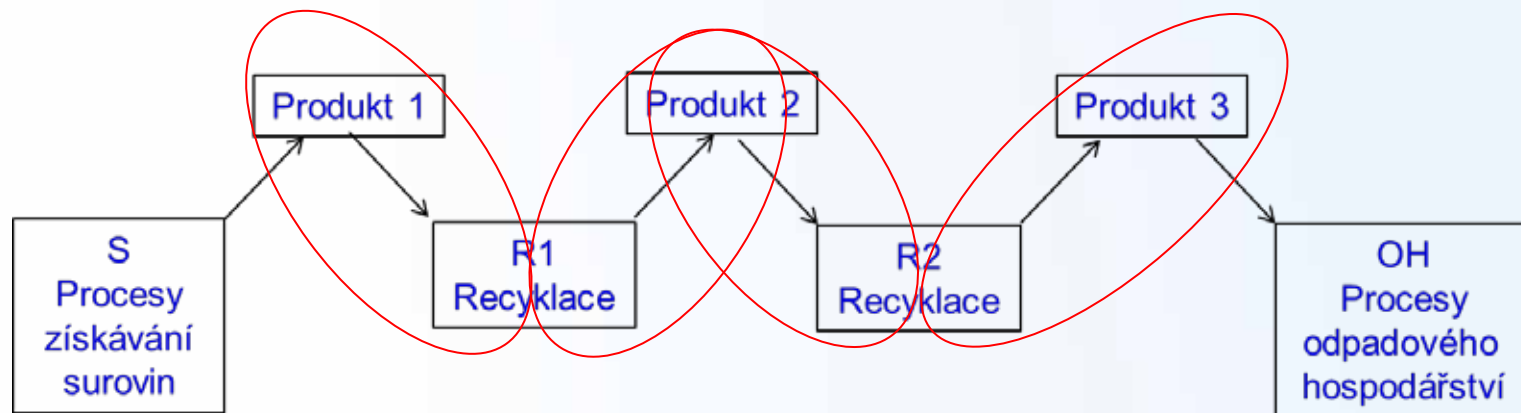 Produkt 1
Produkt 2
Produkt 3
S
Procesy
získávání
surovin
R1
Recyklace
R2
Recyklace
OH
Procesy
odpadového
hospodářství